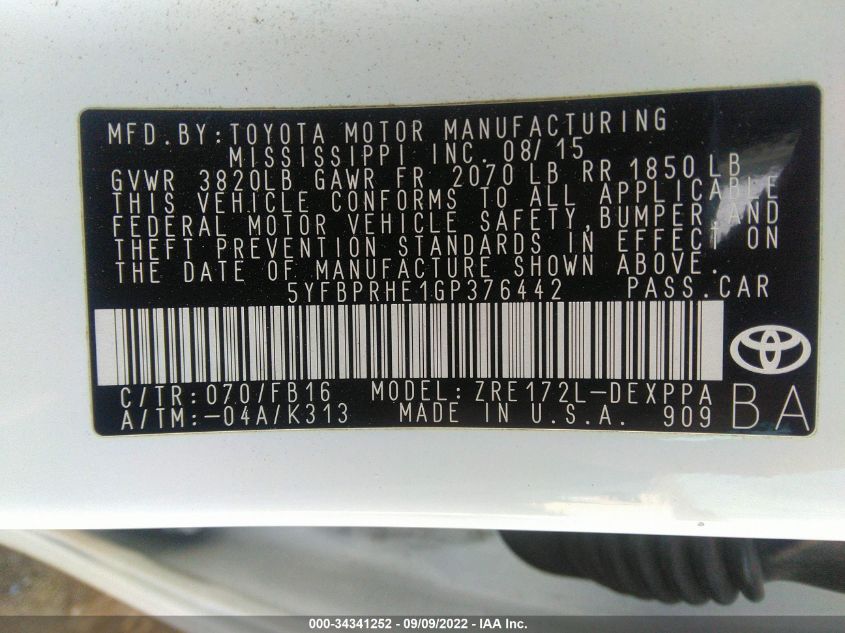 MFD. BY: TOYOTA MOTOR MANUFACTURING
MISSISSIPPI, INC. 08/15
GVWR 3820LB GAWR FR 2070 LB RR 1850 LB
THIS VEHICLE CONFORMS TO ALL APPLICABLE
FEDERAL MOTOR VEHICLE SAFETY, BUMPER, AND
THEFT PREVENTION STANDARDS IN EFFECT ON
THE DATE OF MANUFACTURE SHOWN ABOVE.
5YFBPRHE1GP376442 PASS. CAR
C/TR: 070/FB16 MODEL: ZRE172L-DEXPPA
A/TM: -04A/K313 MADE IN U.S.A. 909 BA
000-34341252 - 09/09/2022 - IAA Inc.